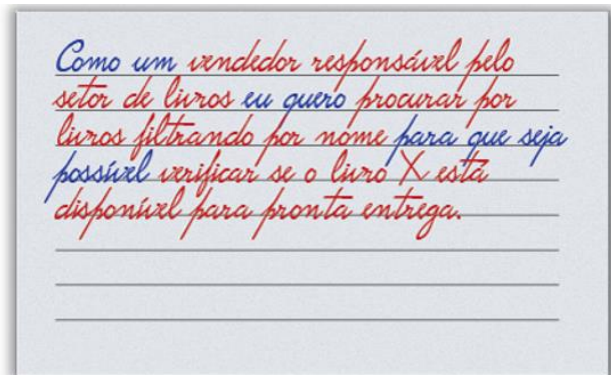 Como um vendedor responsável pelo
setor de livros eu quero procurar por
livros filtrando por nome para que seja
possível verificar se o livro X está
disponível para pronta entrega.